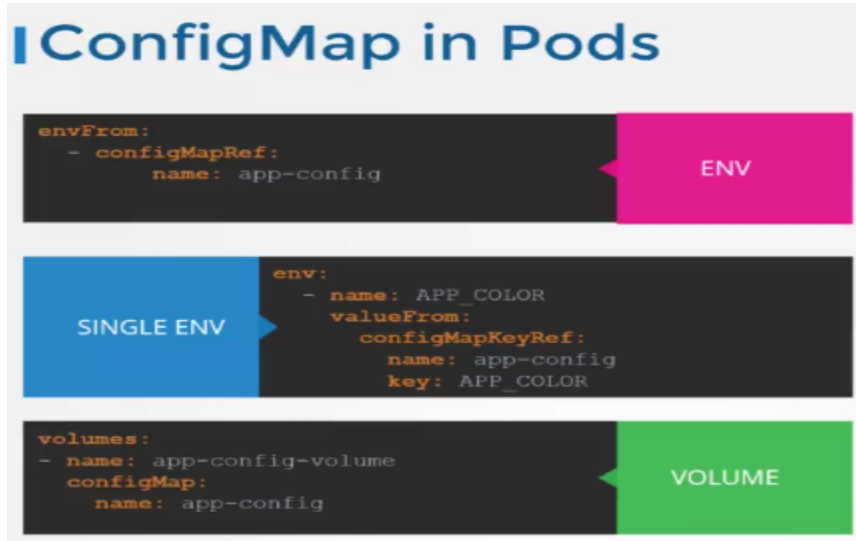 ConfigMap in Pods
envFrom:
  - configMapRef:
        name: app-config
ENV
SINGLE ENV
env:
  - name: APP_COLOR
    valueFrom:
      configMapKeyRef:
        name: app-config
        key: APP_COLOR
volumes:
- name: app-config-volume
  configMap:
    name: app-config
VOLUME